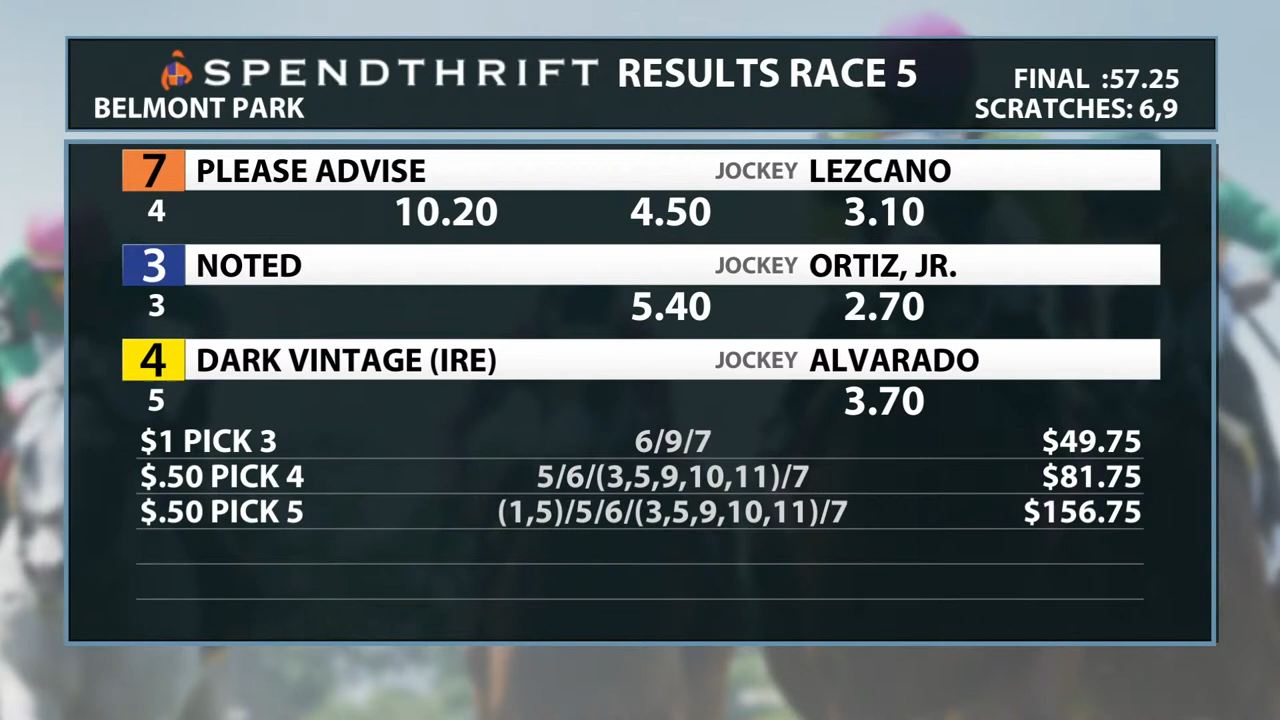 SPENDTHRIFT RESULTS RACE 5
BELMONT PARK
FINAL :57.25
SCRATCHES: 6,9
7 PLEASE ADVISE JOCKEY LEZCANO
4 10.20 4.50 3.10
3 NOTED JOCKEY ORTIZ, JR.
3 5.40 2.70
4 DARK VINTAGE (IRE) JOCKEY ALVARADO
5 3.70
$1 PICK 3 6/9/7 $49.75
$.50 PICK 4 5/6/(3,5,9,10,11)/7 $81.75
$.50 PICK 5 (1,5)/5/6/(3,5,9,10,11)/7 $156.75